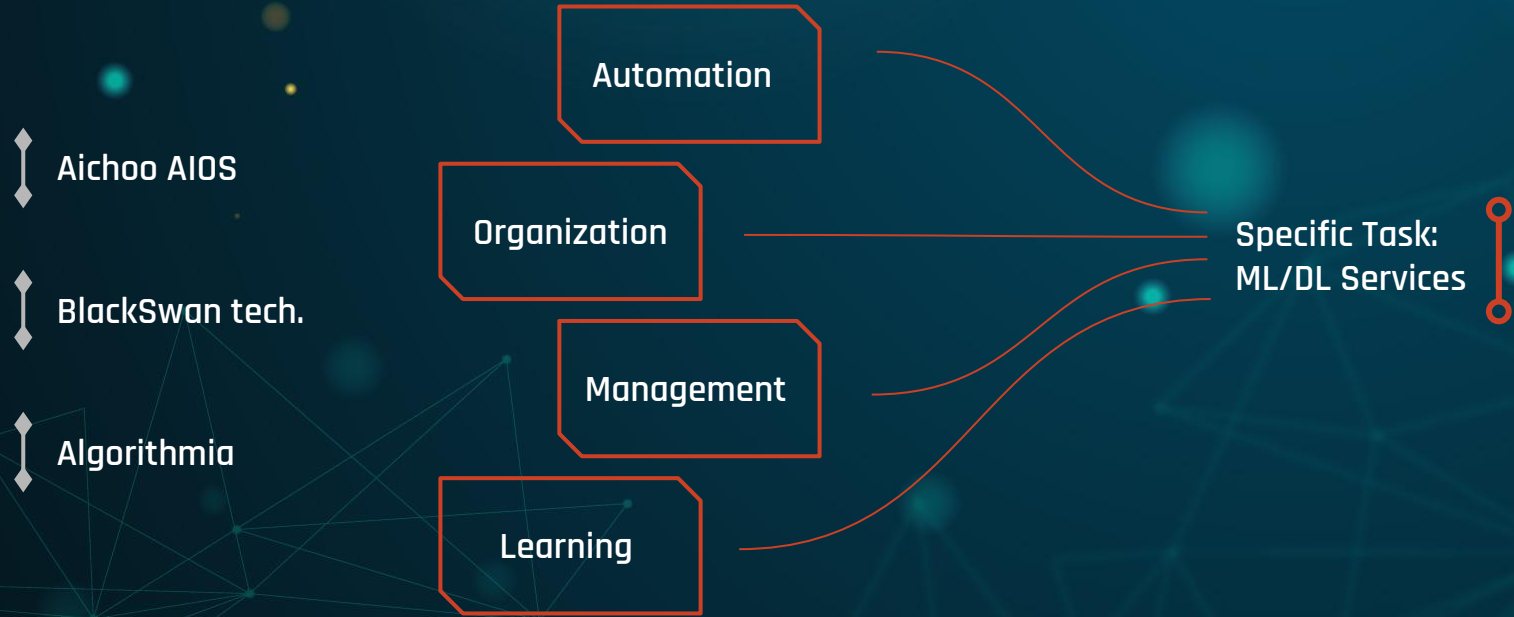 Aichoo AIOS
BlackSwan tech.
Algorithmia
Automation
Organization
Management
Learning
Specific Task:
ML/DL Services